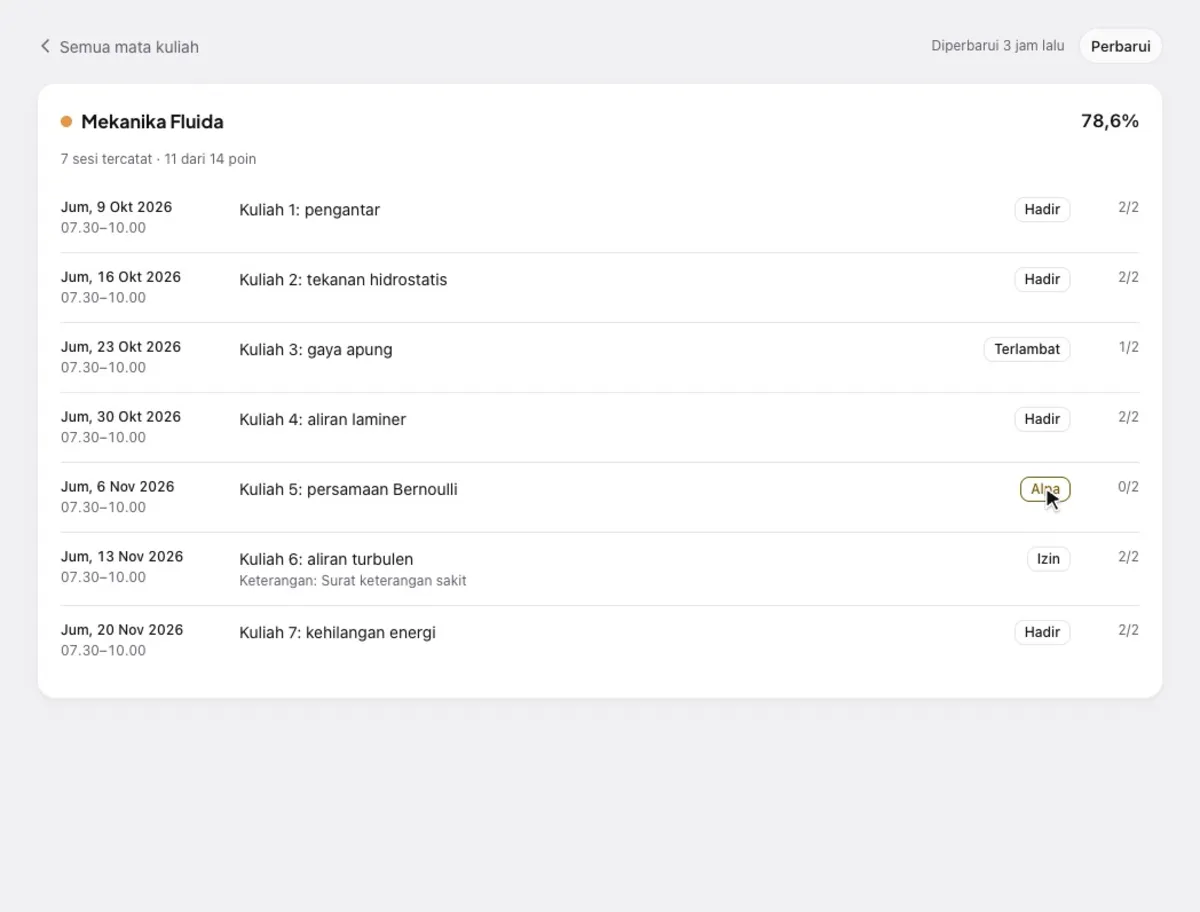 Semua mata kuliah
Diperbarui 3 jam lalu
Perbarui
Mekanika Fluida
78,6%
7 sesi tercatat · 11 dari 14 poin
Jum, 9 Okt 2026
07.30–10.00
Kuliah 1: pengantar
Hadir
2/2
Jum, 16 Okt 2026
07.30–10.00
Kuliah 2: tekanan hidrostatis
Hadir
2/2
Jum, 23 Okt 2026
07.30–10.00
Kuliah 3: gaya apung
Terlambat
1/2
Jum, 30 Okt 2026
07.30–10.00
Kuliah 4: aliran laminer
Hadir
2/2
Jum, 6 Nov 2026
07.30–10.00
Kuliah 5: persamaan Bernoulli
Alpa
0/2
Jum, 13 Nov 2026
07.30–10.00
Kuliah 6: aliran turbulen
Keterangan: Surat keterangan sakit
Izin
2/2
Jum, 20 Nov 2026
07.30–10.00
Kuliah 7: kehilangan energi
Hadir
2/2